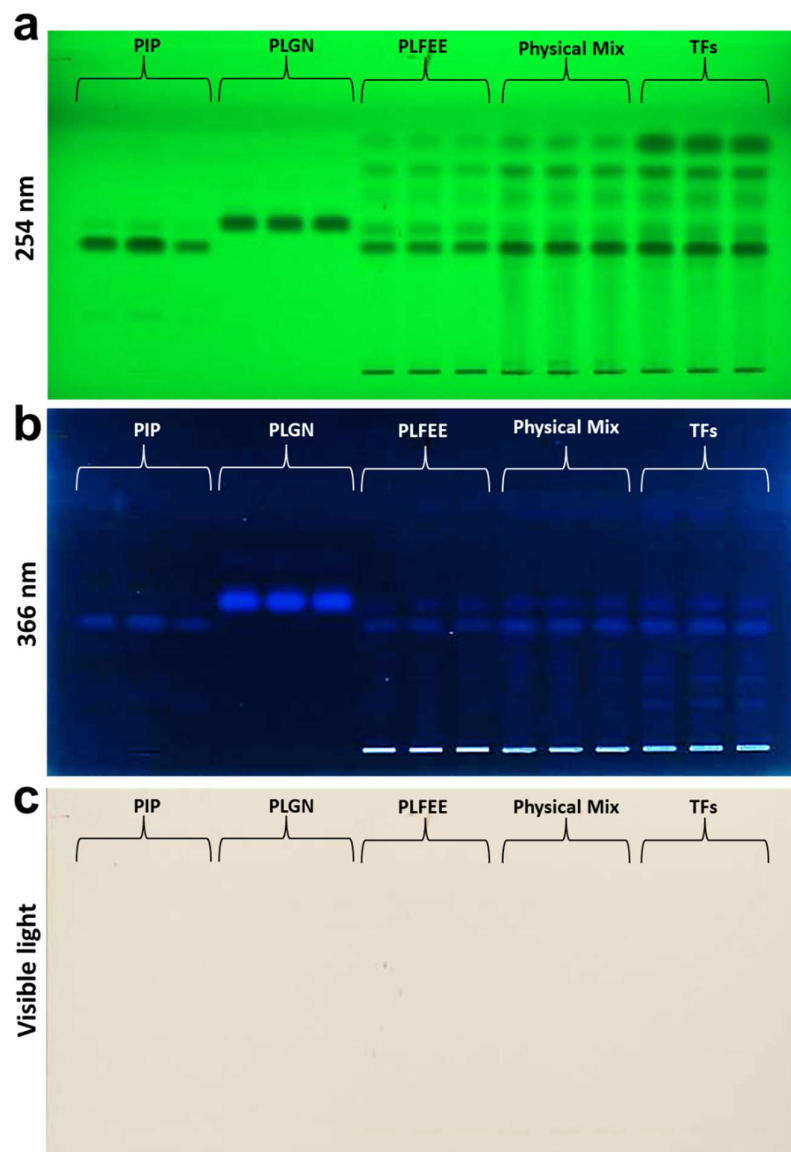 a
PIP PLGN PLFEE Physical Mix TFs
254 nm
b
PIP PLGN PLFEE Physical Mix TFs
366 nm
c
PIP PLGN PLFEE Physical Mix TFs
Visible light